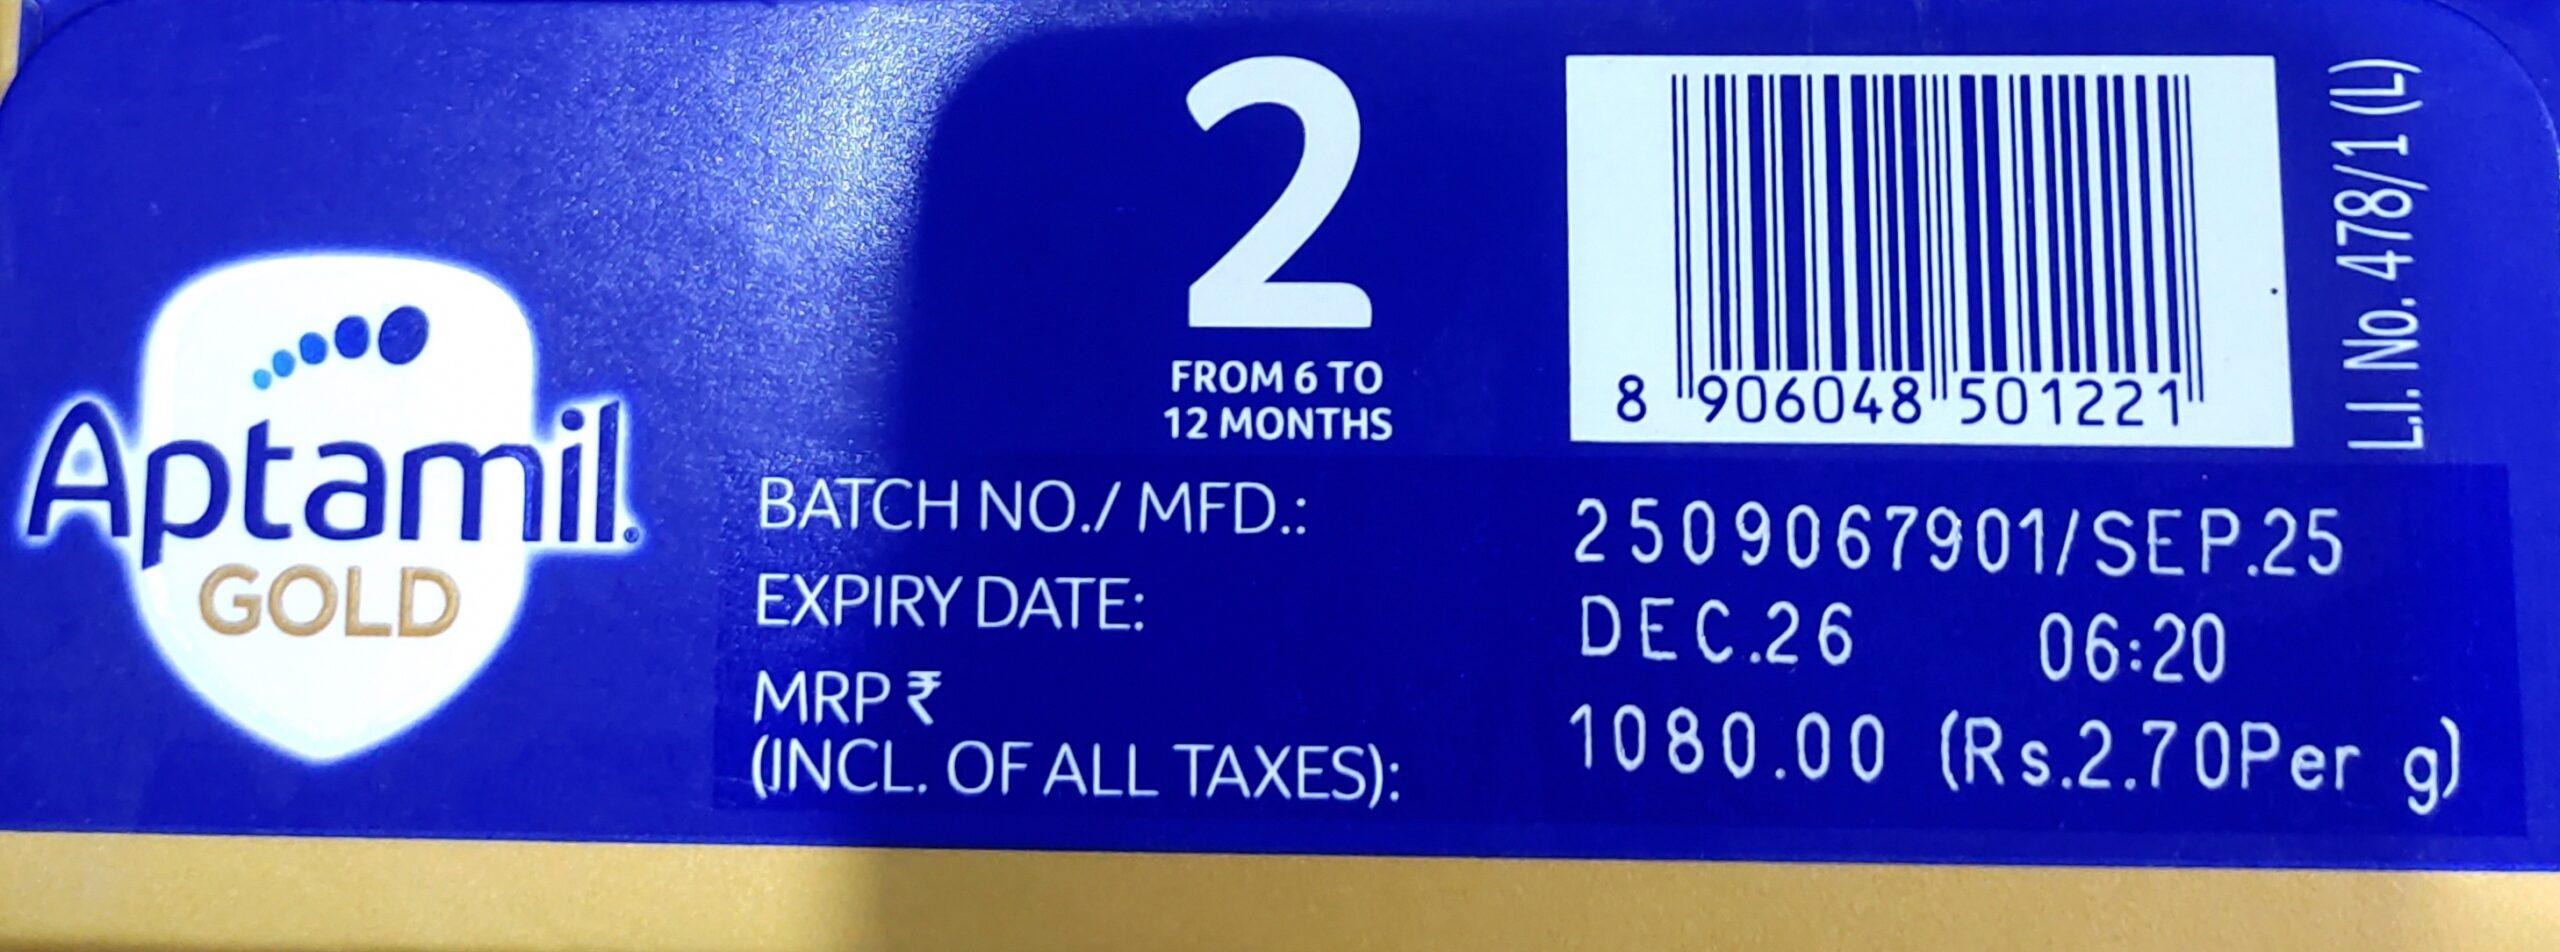 Aptamil
GOLD
2
FROM 6 TO
12 MONTHS
8 906048 501221
L.I. No. 478/1 (L)
BATCH NO./ MFD.: 2509067901/SEP.25
EXPIRY DATE: DEC.26 06:20
MRP ₹
(INCL. OF ALL TAXES): 1080.00 (Rs.2.70Per g)